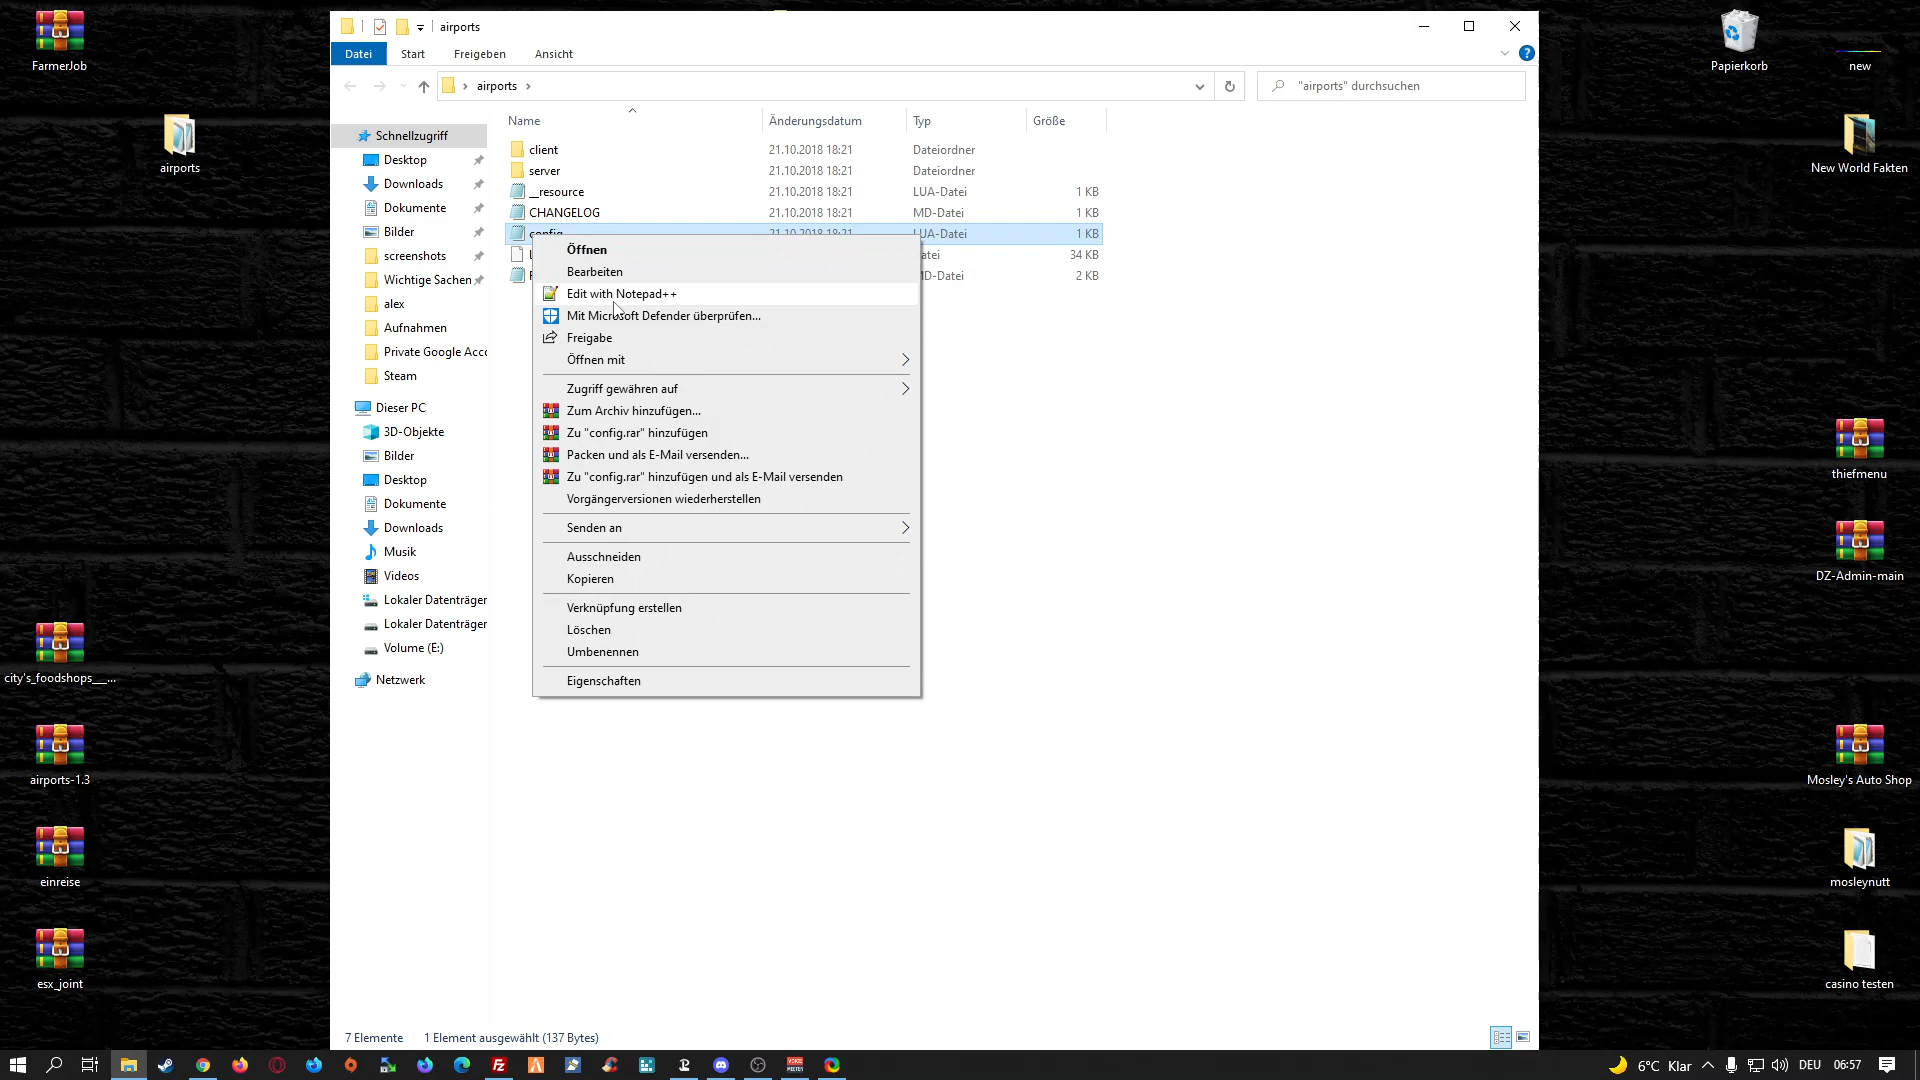 airports
Datei
Start
Freigeben
Ansicht
airports
"airports" durchsuchen
Name
Änderungsdatum
Typ
Größe
client 21.10.2018 18:21 Dateiordner
server 21.10.2018 18:21 Dateiordner
__resource 21.10.2018 18:21 LUA-Datei 1 KB
CHANGELOG 21.10.2018 18:21 MD-Datei 1 KB
config 21.10.2018 18:21 LUA-Datei 1 KB
34 KB
2 KB
Schnellzugriff
Desktop
Downloads
Dokumente
Bilder
screenshots
Wichtige Sachen
alex
Aufnahmen
Private Google Acco
Steam
Dieser PC
3D-Objekte
Bilder
Desktop
Dokumente
Downloads
Musik
Videos
Lokaler Datenträger
Lokaler Datenträger
Volume (E:)
Netzwerk
Öffnen
Bearbeiten
Edit with Notepad++
Mit Microsoft Defender überprüfen...
Freigabe
Öffnen mit
Zugriff gewähren auf
Zum Archiv hinzufügen...
Zu "config.rar" hinzufügen
Packen und als E-Mail versenden...
Zu "config.rar" hinzufügen und als E-Mail versenden
Vorgängerversionen wiederherstellen
Senden an
Ausschneiden
Kopieren
Verknüpfung erstellen
Löschen
Umbenennen
Eigenschaften
7 Elemente
1 Element ausgewählt (137 Bytes)
FarmerJob
airports
city's_foodshops___...
airports-1.3
einreise
esx_joint
Papierkorb
new
New World Fakten
thiefmenu
DZ-Admin-main
Mosley's Auto Shop
mosleynutt
casino testen
6°C Klar
DEU
06:57